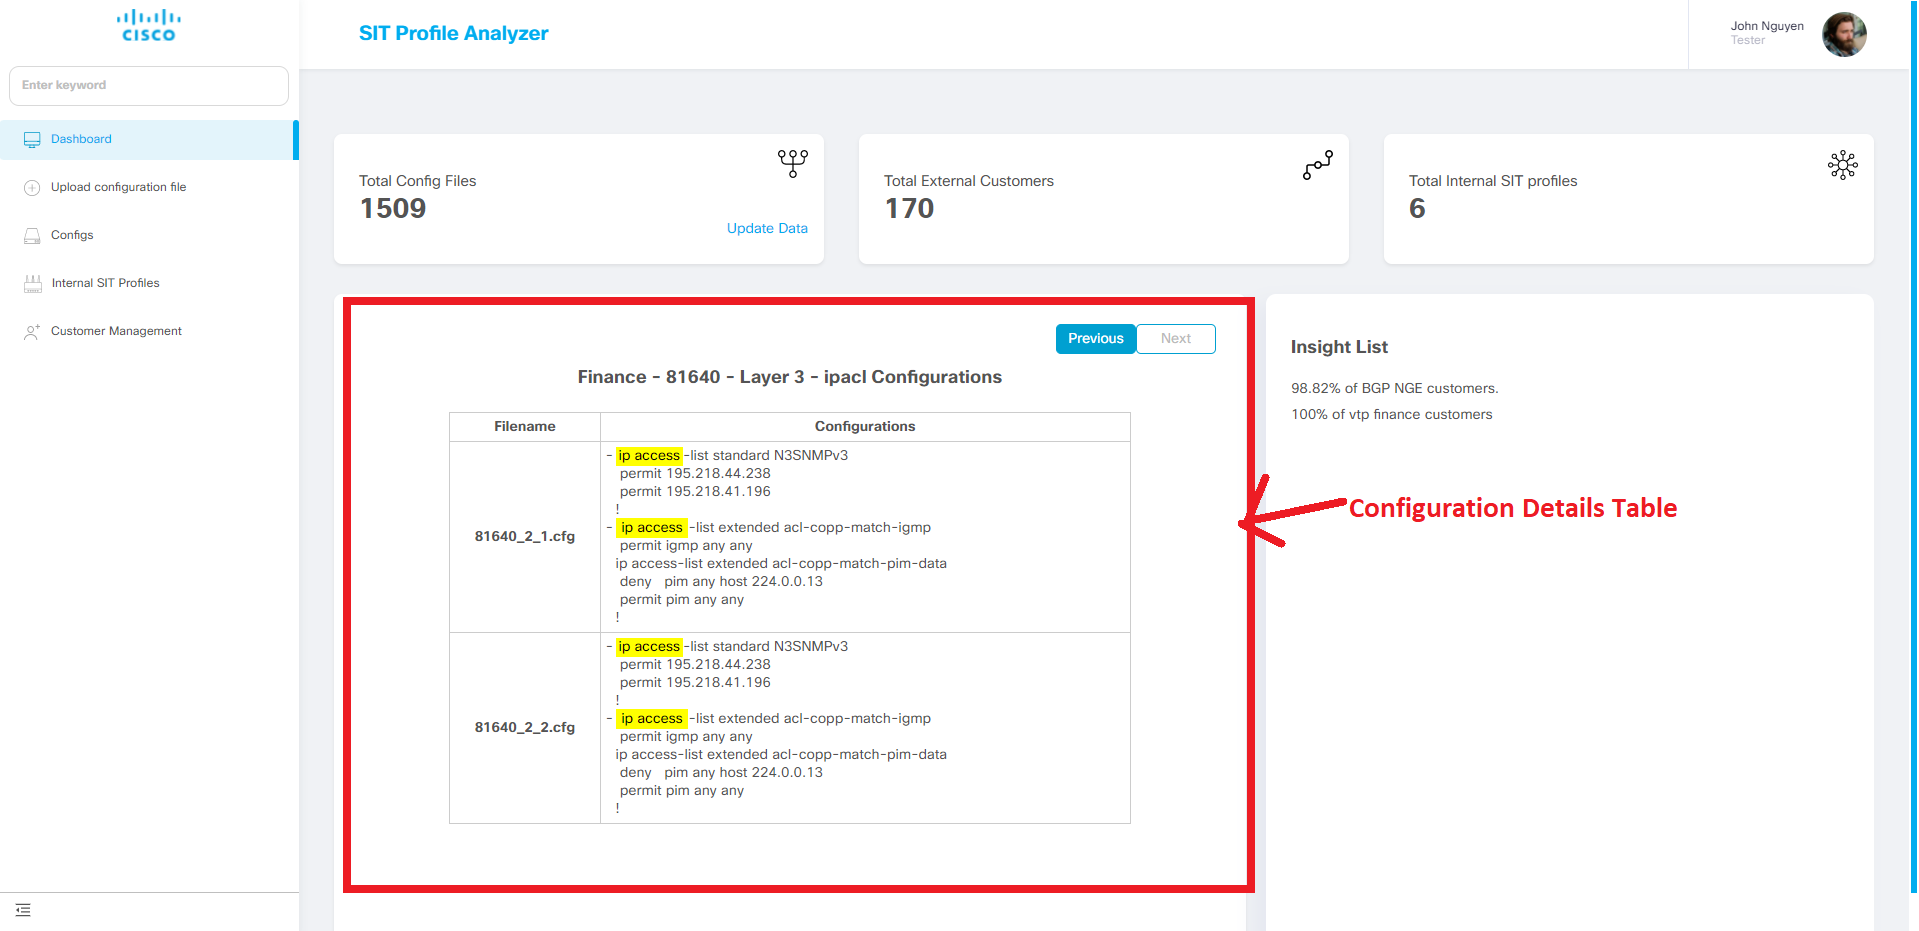 CISCO
SIT Profile Analyzer
John Nguyen
Tester
Enter keyword
Dashboard
Upload configuration file
Configs
Internal SIT Profiles
Customer Management
Total Config Files
1509
Update Data
Total External Customers
170
Total Internal SIT profiles
6
Previous
Next
Finance - 81640 - Layer 3 - ipacl Configurations
Filename
Configurations
81640_2_1.cfg
- ip access-list standard N3SNMPv3
permit 195.218.44.238
permit 195.218.41.196
!
- ip access-list extended acl-copp-match-igmp
permit igmp any any
ip access-list extended acl-copp-match-pim-data
deny   pim any host 224.0.0.13
permit pim any any
!
81640_2_2.cfg
- ip access-list standard N3SNMPv3
permit 195.218.44.238
permit 195.218.41.196
!
- ip access-list extended acl-copp-match-igmp
permit igmp any any
ip access-list extended acl-copp-match-pim-data
deny   pim any host 224.0.0.13
permit pim any any
!
Insight List
98.82% of BGP NGE customers.
100% of vtp finance customers
Configuration Details Table